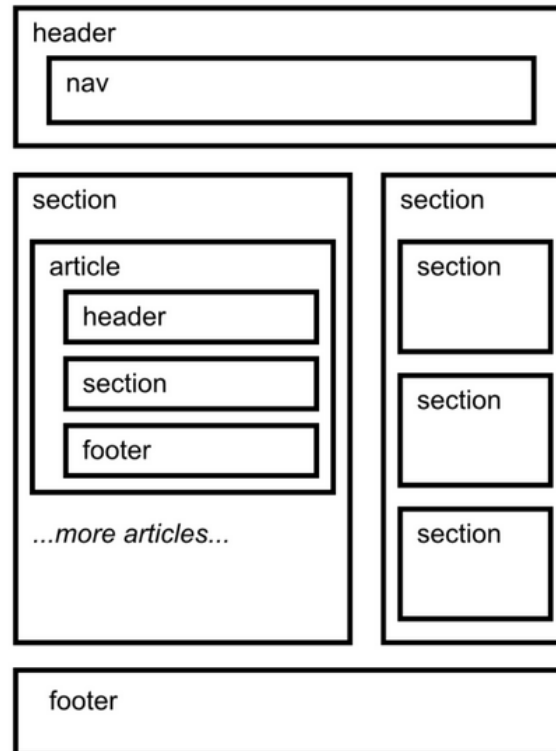 header
nav
section
article
header
section
footer
...more articles...
section
section
section
section
footer